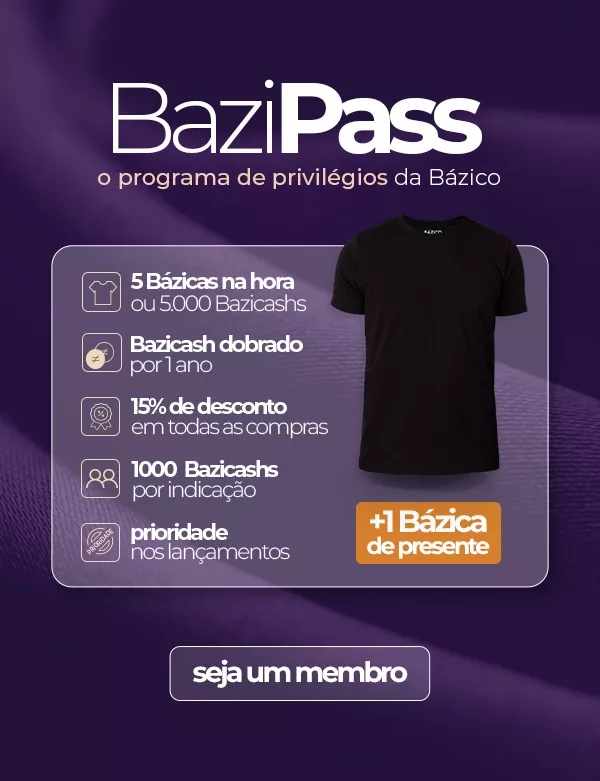 BaziPass
o programa de privilégios da Bázico
BÁZICO
5 Bázicas na hora
ou 5.000 Bazicashs
Bazicash dobrado
por 1 ano
15% de desconto
em todas as compras
1000 Bazicashs
por indicação
PRIORIDADE
prioridade
nos lançamentos
+1 Bázica
de presente
seja um membro